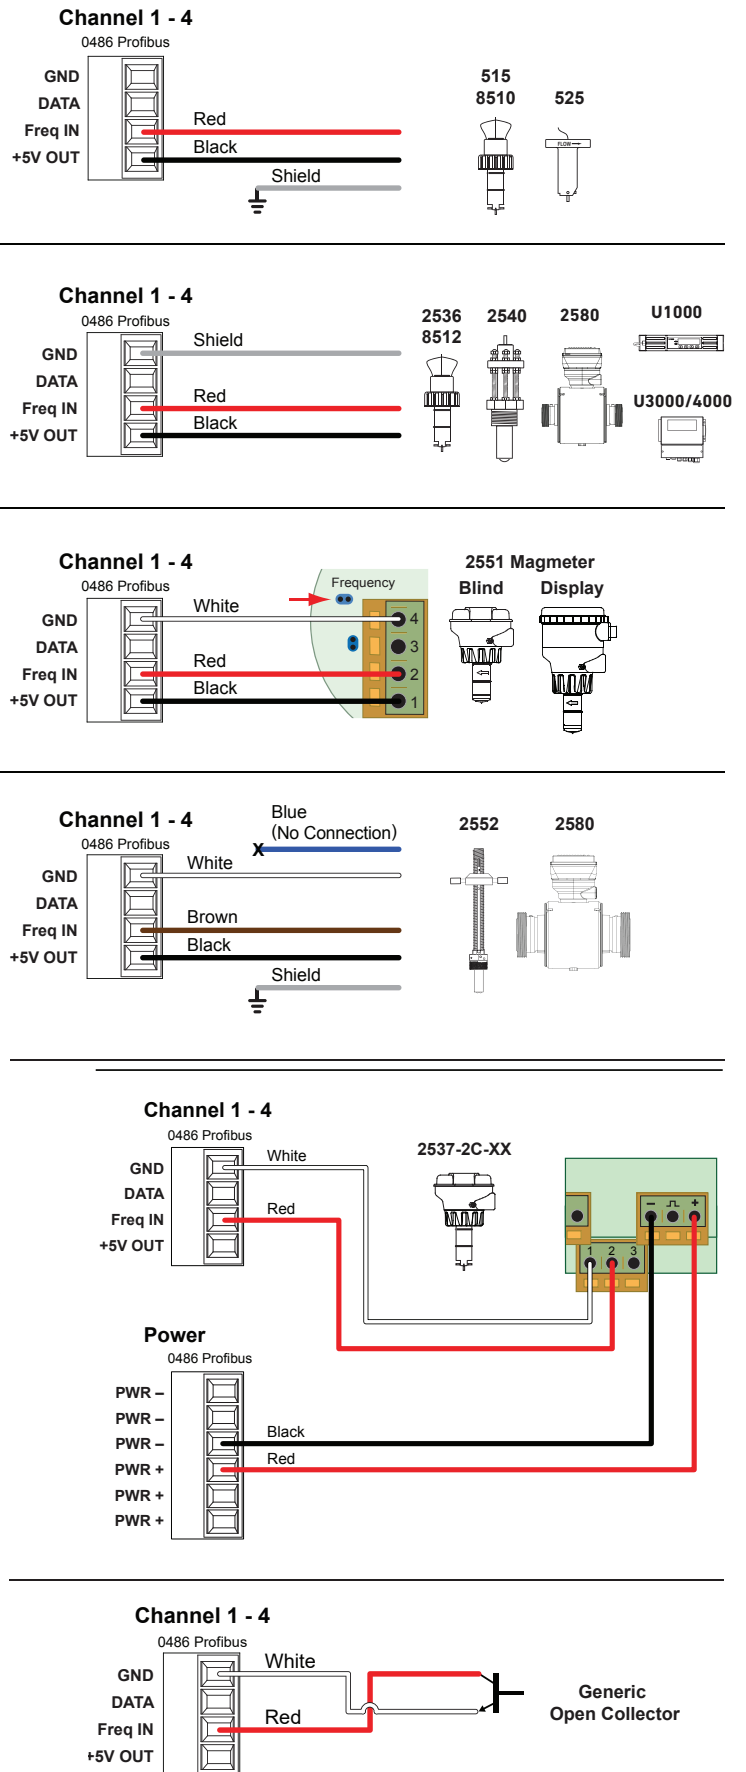 Channel 1 - 4
0486 Profibus
GND
DATA
Freq IN
+5V OUT
Red
Black
Shield
515
8510
525
FLOW
Channel 1 - 4
0486 Profibus
GND
DATA
Freq IN
+5V OUT
Shield
Red
Black
2536
8512
2540
2580
U1000
U3000/4000
Channel 1 - 4
0486 Profibus
GND
DATA
Freq IN
+5V OUT
White
Red
Black
Frequency
4
3
2
1
2551 Magmeter
Blind
Display
Channel 1 - 4
0486 Profibus
GND
DATA
Freq IN
+5V OUT
Blue
(No Connection)
X
White
Brown
Black
Shield
2552
2580
Channel 1 - 4
0486 Profibus
GND
DATA
Freq IN
+5V OUT
White
Red
2537-2C-XX
– +
1 2 3
Power
0486 Profibus
PWR –
PWR –
PWR –
PWR +
PWR +
PWR +
Black
Red
Channel 1 - 4
0486 Profibus
GND
DATA
Freq IN
+5V OUT
White
Red
Generic
Open Collector